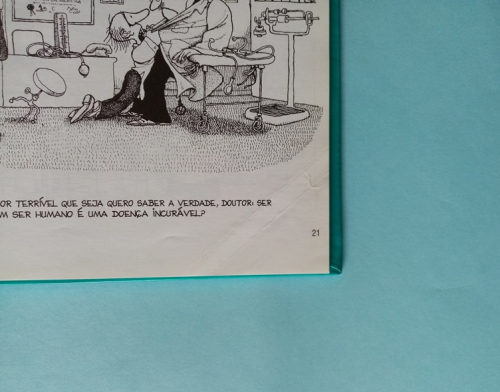 OR TERRÍVEL QUE SEJA QUERO SABER A VERDADE, DOUTOR: SER
M SER HUMANO É UMA DOENÇA INCURÁVEL?
21